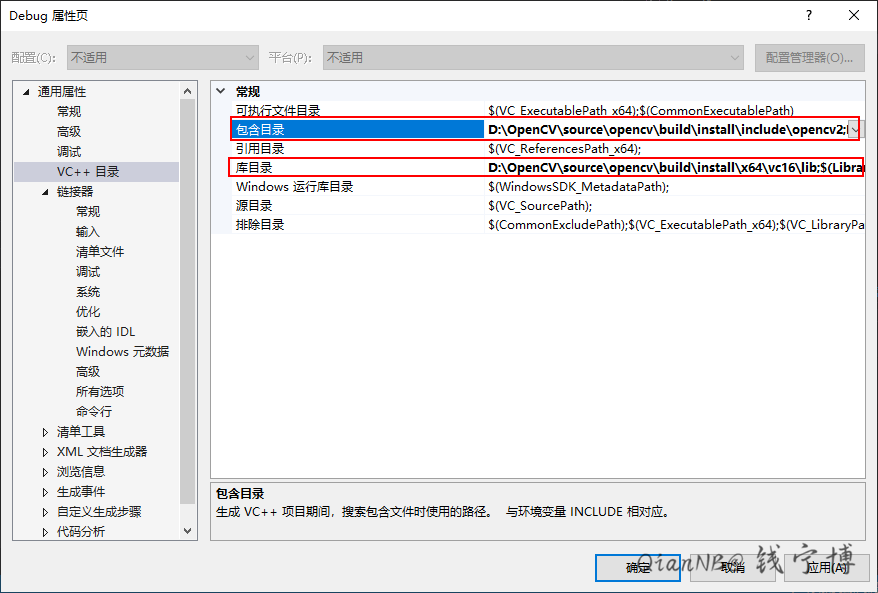 Debug 属性页
配置(C): 不适用 平台(P): 不适用 配置管理器(O)...
通用属性
常规
高级
调试
VC++ 目录
链接器
常规
输入
清单文件
调试
系统
优化
嵌入的 IDL
Windows 元数据
高级
所有选项
命令行
清单工具
XML 文档生成器
浏览信息
生成事件
自定义生成步骤
代码分析
常规
可执行文件目录 $(VC_ExecutablePath_x64);$(CommonExecutablePath)
包含目录 D:\OpenCV\source\opencv\build\install\include\opencv2;
引用目录 $(VC_ReferencesPath_x64);
库目录 D:\OpenCV\source\opencv\build\install\x64\vc16\lib;$(Libra
Windows 运行库目录 $(WindowsSDK_MetadataPath);
源目录 $(VC_SourcePath);
排除目录 $(CommonExcludePath);$(VC_ExecutablePath_x64);$(VC_LibraryPa
包含目录
生成 VC++ 项目期间，搜索包含文件时使用的路径。 与环境变量 INCLUDE 相对应。
确定 取消 应用(A)
QianNB@ 钱宁博